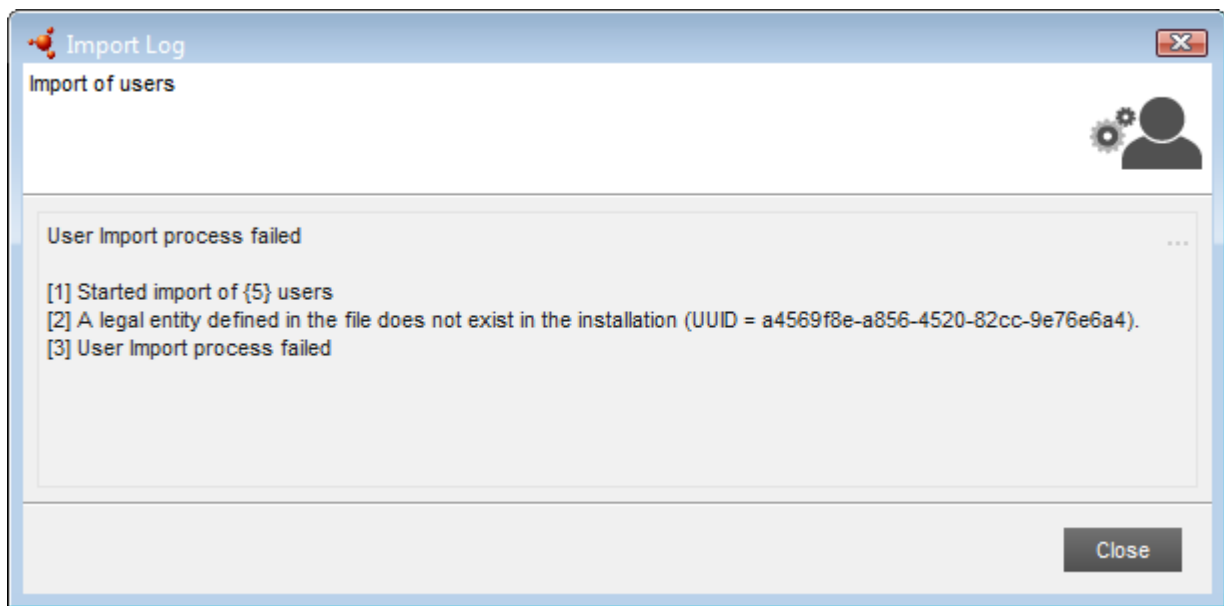 Import Log
Import of users
User Import process failed
...
[1] Started import of {5} users
[2] A legal entity defined in the file does not exist in the installation (UUID = a4569f8e-a856-4520-82cc-9e76e6a4).
[3] User Import process failed
Close